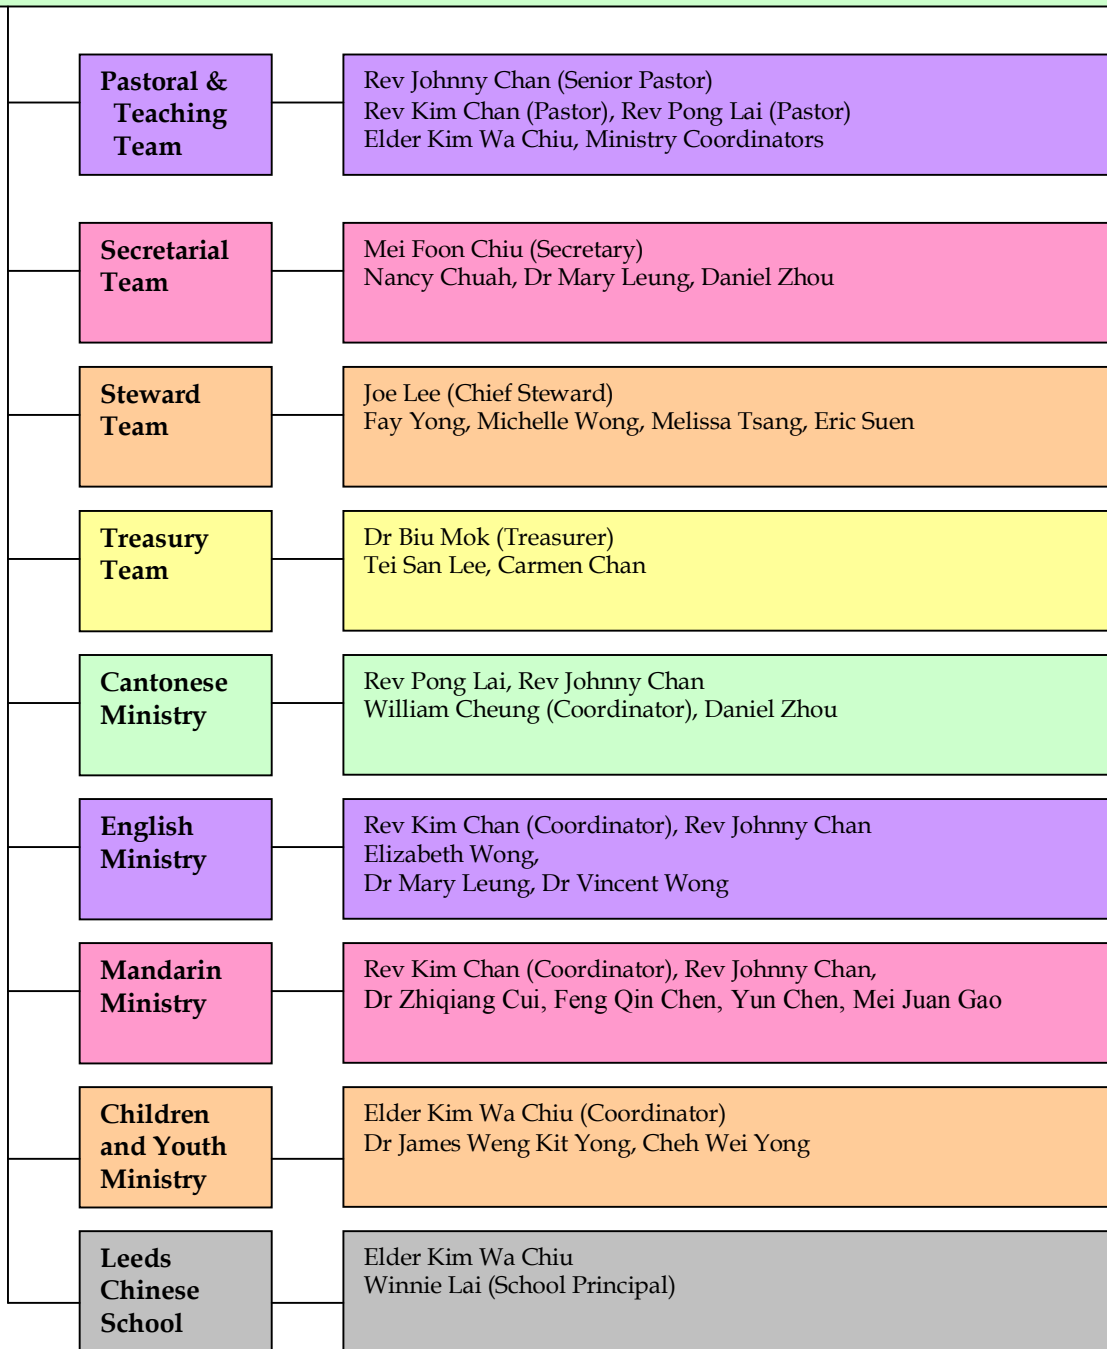 Pastoral &
Teaching
Team
Rev Johnny Chan (Senior Pastor)
Rev Kim Chan (Pastor), Rev Pong Lai (Pastor)
Elder Kim Wa Chiu, Ministry Coordinators
Secretarial
Team
Mei Foon Chiu (Secretary)
Nancy Chuah, Dr Mary Leung, Daniel Zhou
Steward
Team
Joe Lee (Chief Steward)
Fay Yong, Michelle Wong, Melissa Tsang, Eric Suen
Treasury
Team
Dr Biu Mok (Treasurer)
Tei San Lee, Carmen Chan
Cantonese
Ministry
Rev Pong Lai, Rev Johnny Chan
William Cheung (Coordinator), Daniel Zhou
English
Ministry
Rev Kim Chan (Coordinator), Rev Johnny Chan
Elizabeth Wong,
Dr Mary Leung, Dr Vincent Wong
Mandarin
Ministry
Rev Kim Chan (Coordinator), Rev Johnny Chan,
Dr Zhiqiang Cui, Feng Qin Chen, Yun Chen, Mei Juan Gao
Children
and Youth
Ministry
Elder Kim Wa Chiu (Coordinator)
Dr James Weng Kit Yong, Cheh Wei Yong
Leeds
Chinese
School
Elder Kim Wa Chiu
Winnie Lai (School Principal)